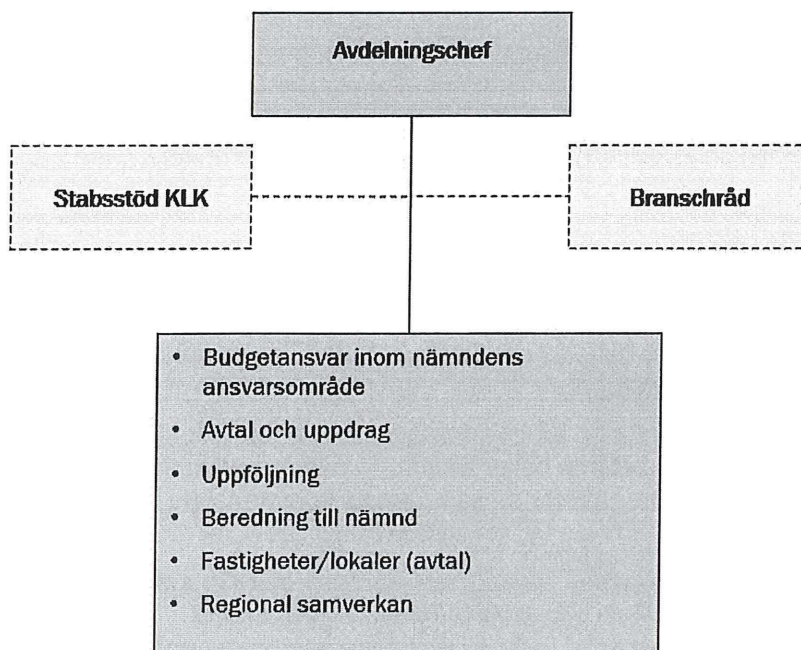 Avdelningschef
Stabsstöd KLK
Branschråd
• Budgetansvar inom nämndens
ansvarsområde
• Avtal och uppdrag
• Uppföljning
• Beredning till nämnd
• Fastigheter/lokaler (avtal)
• Regional samverkan